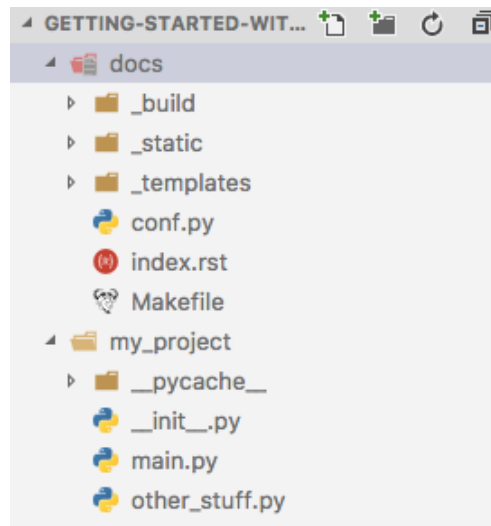 GETTING-STARTED-WIT...
docs
_build
_static
_templates
conf.py
index.rst
Makefile
my_project
__pycache__
__init__.py
main.py
other_stuff.py